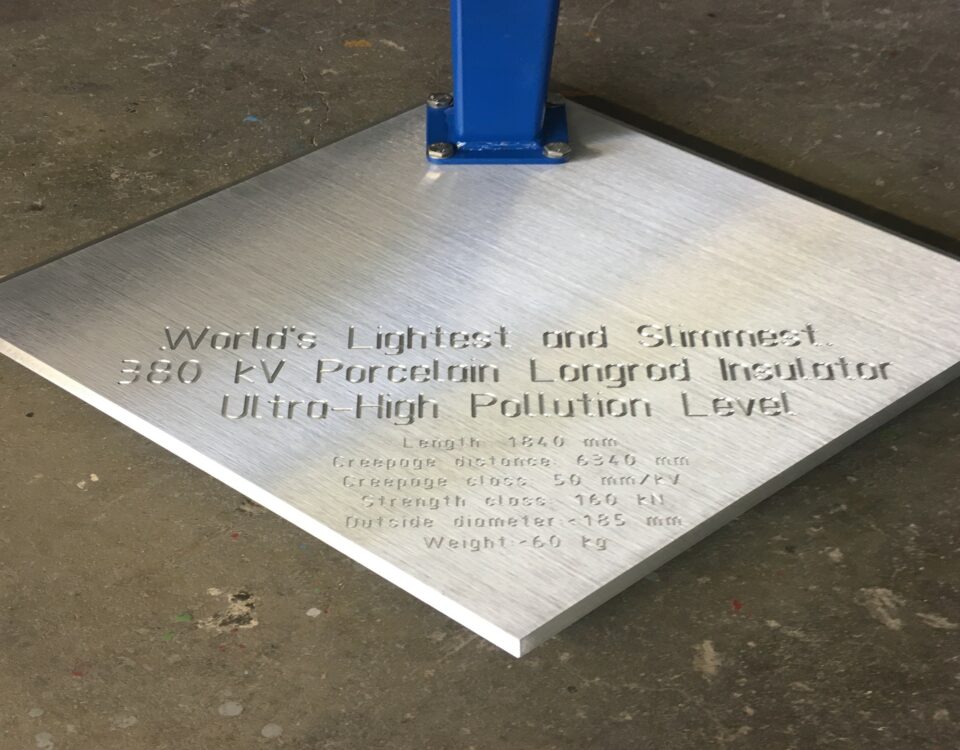 World's Lightest and Slimmest
380 kV Porcelain Longrod Insulator
Ultra-High Pollution Level
Length 1840 mm
Creepage distance 6340 mm
Creepage class 50 mm/kV
Strength class 160 kN
Outside diameter <185 mm
Weight <60 kg